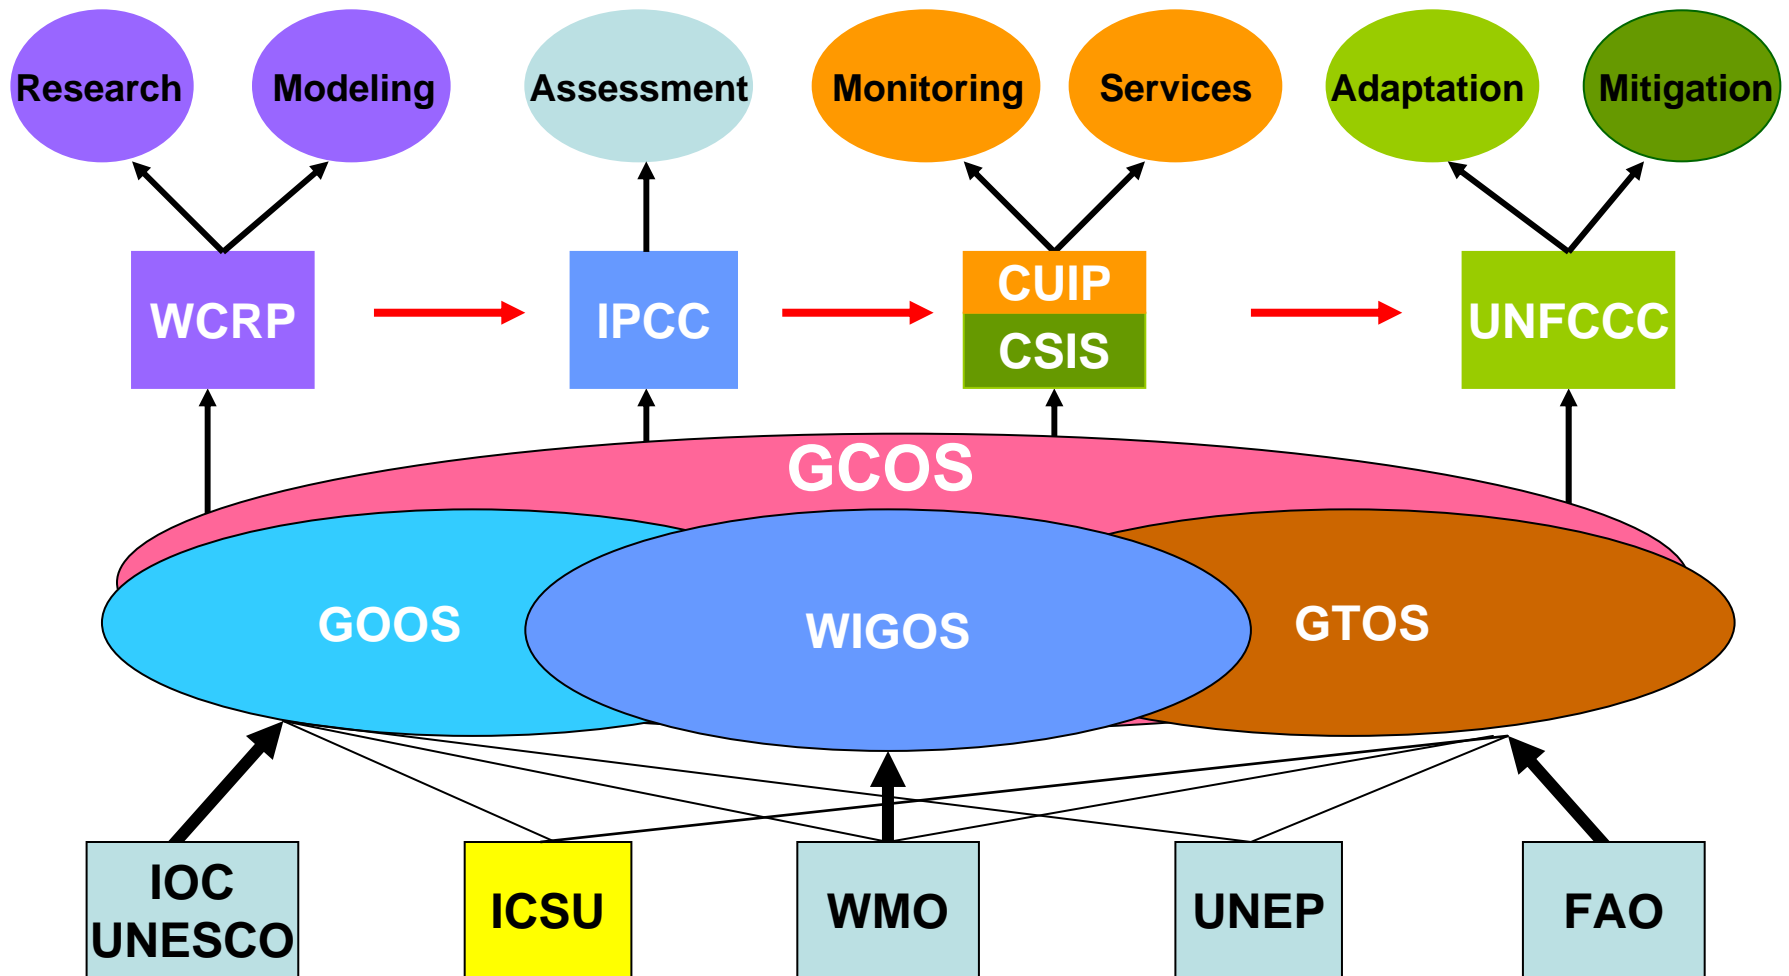 Research
Modeling
Assessment
Monitoring
Services
Adaptation
Mitigation
WCRP
IPCC
CUIP
CSIS
UNFCCC
GCOS
GOOS
WIGOS
GTOS
IOC
UNESCO
ICSU
WMO
UNEP
FAO